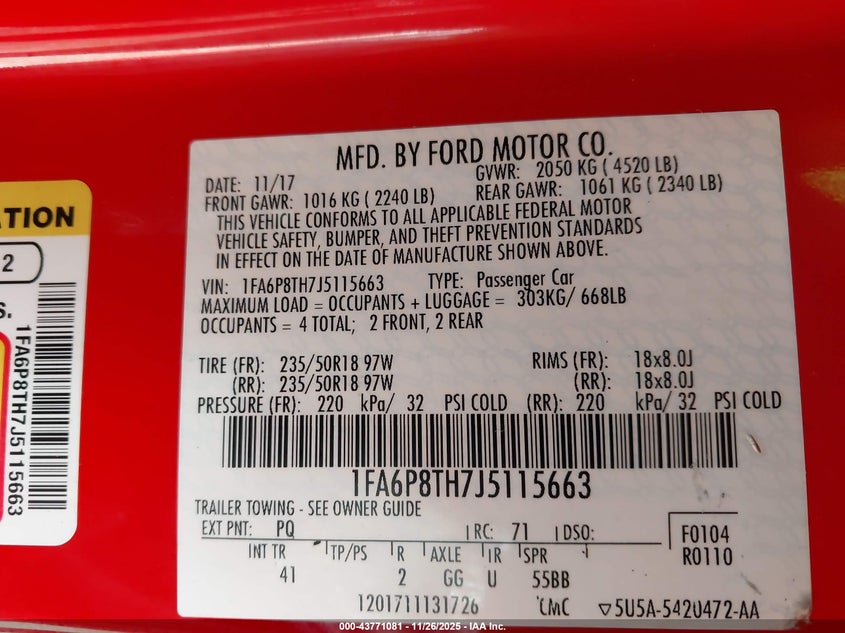 MFD. BY FORD MOTOR CO.
DATE: 11/17 GVWR: 2050 KG ( 4520 LB)
FRONT GAWR: 1016 KG ( 2240 LB) REAR GAWR: 1061 KG ( 2340 LB)
THIS VEHICLE CONFORMS TO ALL APPLICABLE FEDERAL MOTOR
VEHICLE SAFETY, BUMPER, AND THEFT PREVENTION STANDARDS
IN EFFECT ON THE DATE OF MANUFACTURE SHOWN ABOVE.
VIN: 1FA6P8TH7J5115663 TYPE: Passenger Car
MAXIMUM LOAD = OCCUPANTS + LUGGAGE = 303KG/ 668LB
OCCUPANTS = 4 TOTAL; 2 FRONT, 2 REAR
TIRE (FR): 235/50R18 97W RIMS (FR): 18x8.0J
(RR): 235/50R18 97W (RR): 18x8.0J
PRESSURE (FR): 220 kPa/ 32 PSI COLD (RR): 220 kPa/ 32 PSI COLD
1FA6P8TH7J5115663
TRAILER TOWING - SEE OWNER GUIDE
EXT PNT: PQ RC: 71 DSO: F0104
R0110
INT TR TP/PS R AXLE IR SPR
41 2 GG U 55BB
1201711131726 CMC ▽5U5A-5420472-AA
ATION
2
S.
1FA6P8TH7J5115663
000-43771081 - 11/26/2025 - IAA Inc.